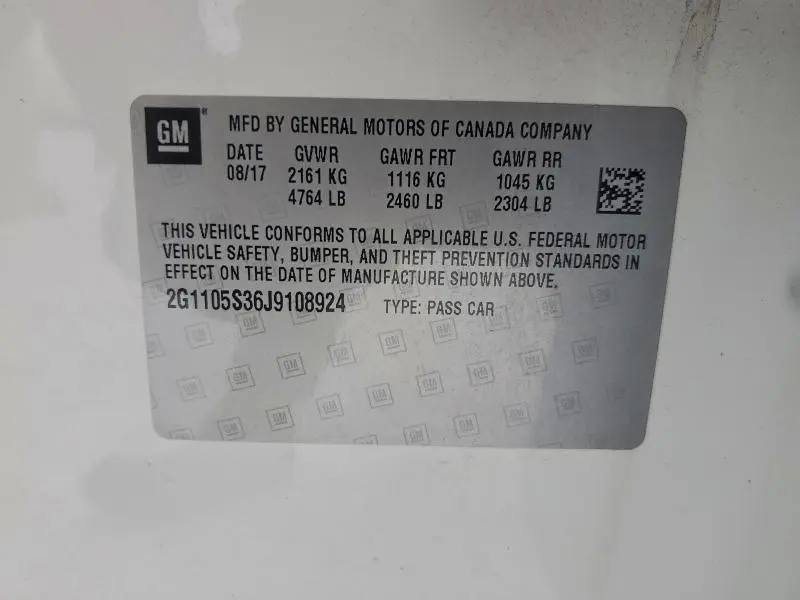 GM MFD BY GENERAL MOTORS OF CANADA COMPANY
DATE GVWR GAWR FRT GAWR RR
08/17 2161 KG 1116 KG 1045 KG
4764 LB 2460 LB 2304 LB
THIS VEHICLE CONFORMS TO ALL APPLICABLE U.S. FEDERAL MOTOR
VEHICLE SAFETY, BUMPER, AND THEFT PREVENTION STANDARDS IN
EFFECT ON THE DATE OF MANUFACTURE SHOWN ABOVE.
2G1105S36J9108924 TYPE: PASS CAR